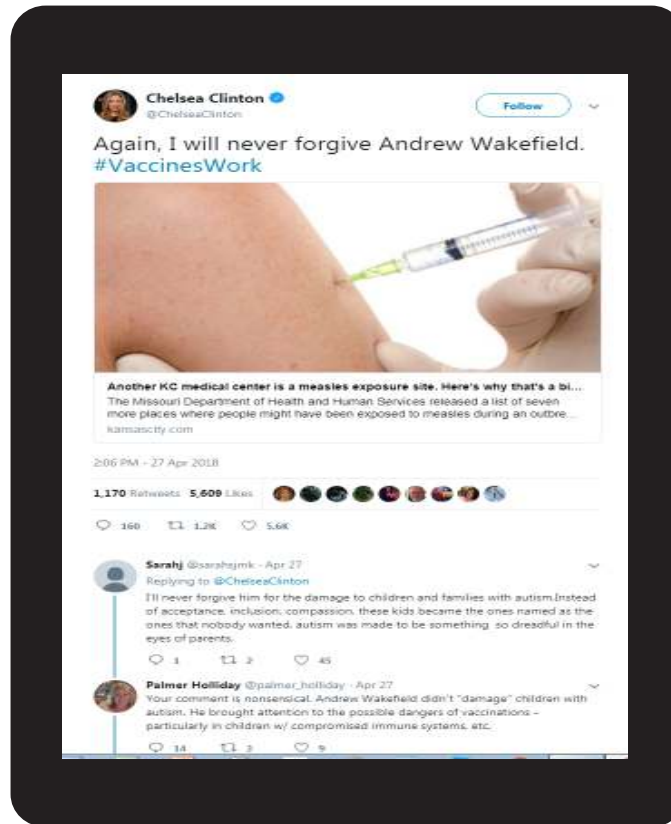 Chelsea Clinton
@ChelseaClinton
Follow
Again, I will never forgive Andrew Wakefield.
#VaccinesWork
Another KC medical center is a measles exposure site. Here's why that's a bi...
The Missouri Department of Health and Human Services released a list of seven
more places where people might have been exposed to measles during an outbre...
kansascity.com
2:06 PM - 27 Apr 2018
1,170 Retweets 5,609 Likes
160 1.2K 5.6K
Sarahj @sarahsjmk · Apr 27
Replying to @ChelseaClinton
I'll never forgive him for the damage to children and families with autism.Instead
of acceptance, inclusion, compassion, these kids became the ones named as the
ones that nobody wanted, autism was made to be something so dreadful in the
eyes of parents.
1 2 45
Palmer Holliday @palmer_holliday · Apr 27
Your comment is nonsensical. Andrew Wakefield didn't "damage" children with
autism. He brought attention to the possible dangers of vaccinations -
particularly in children w/ compromised immune systems, etc.
14 3 9